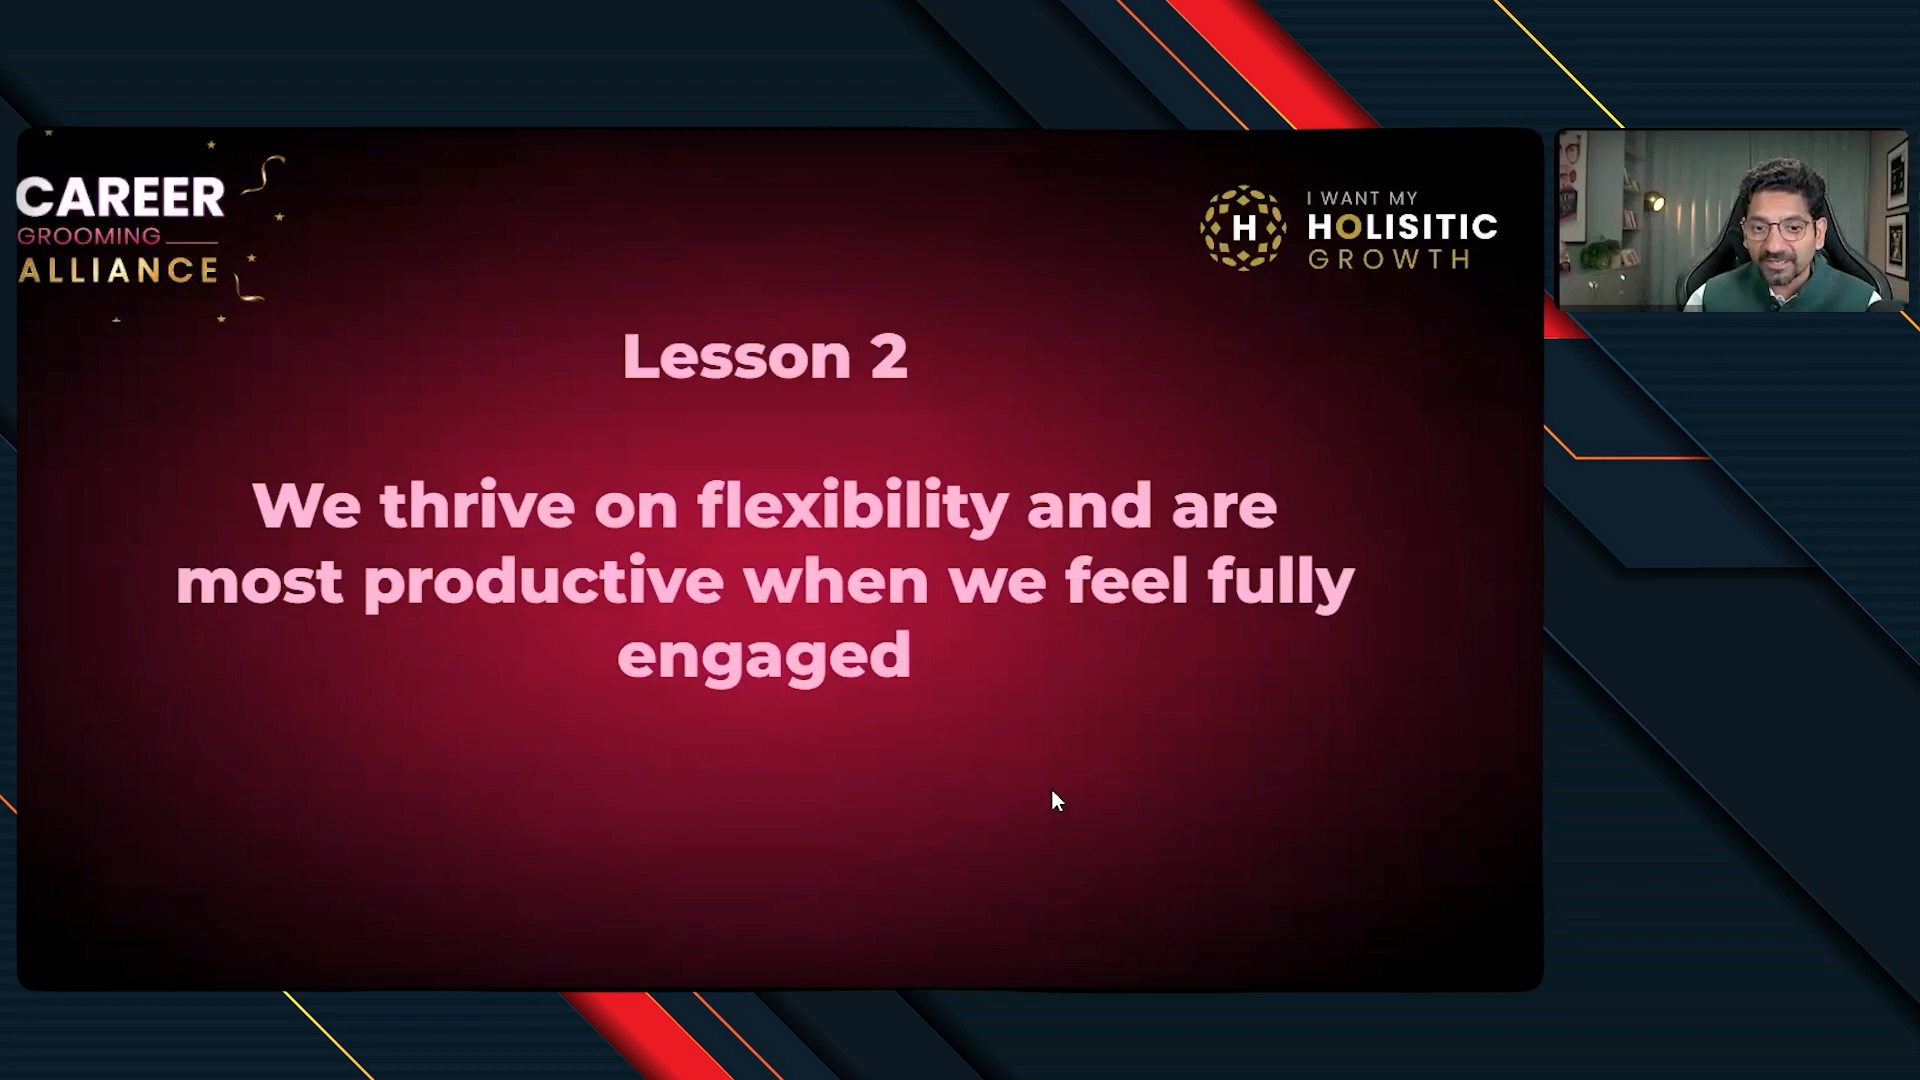 CAREER
GROOMING
ALLIANCE
H
I WANT MY
HOLISITIC
GROWTH
Lesson 2
We thrive on flexibility and are
most productive when we feel fully
engaged